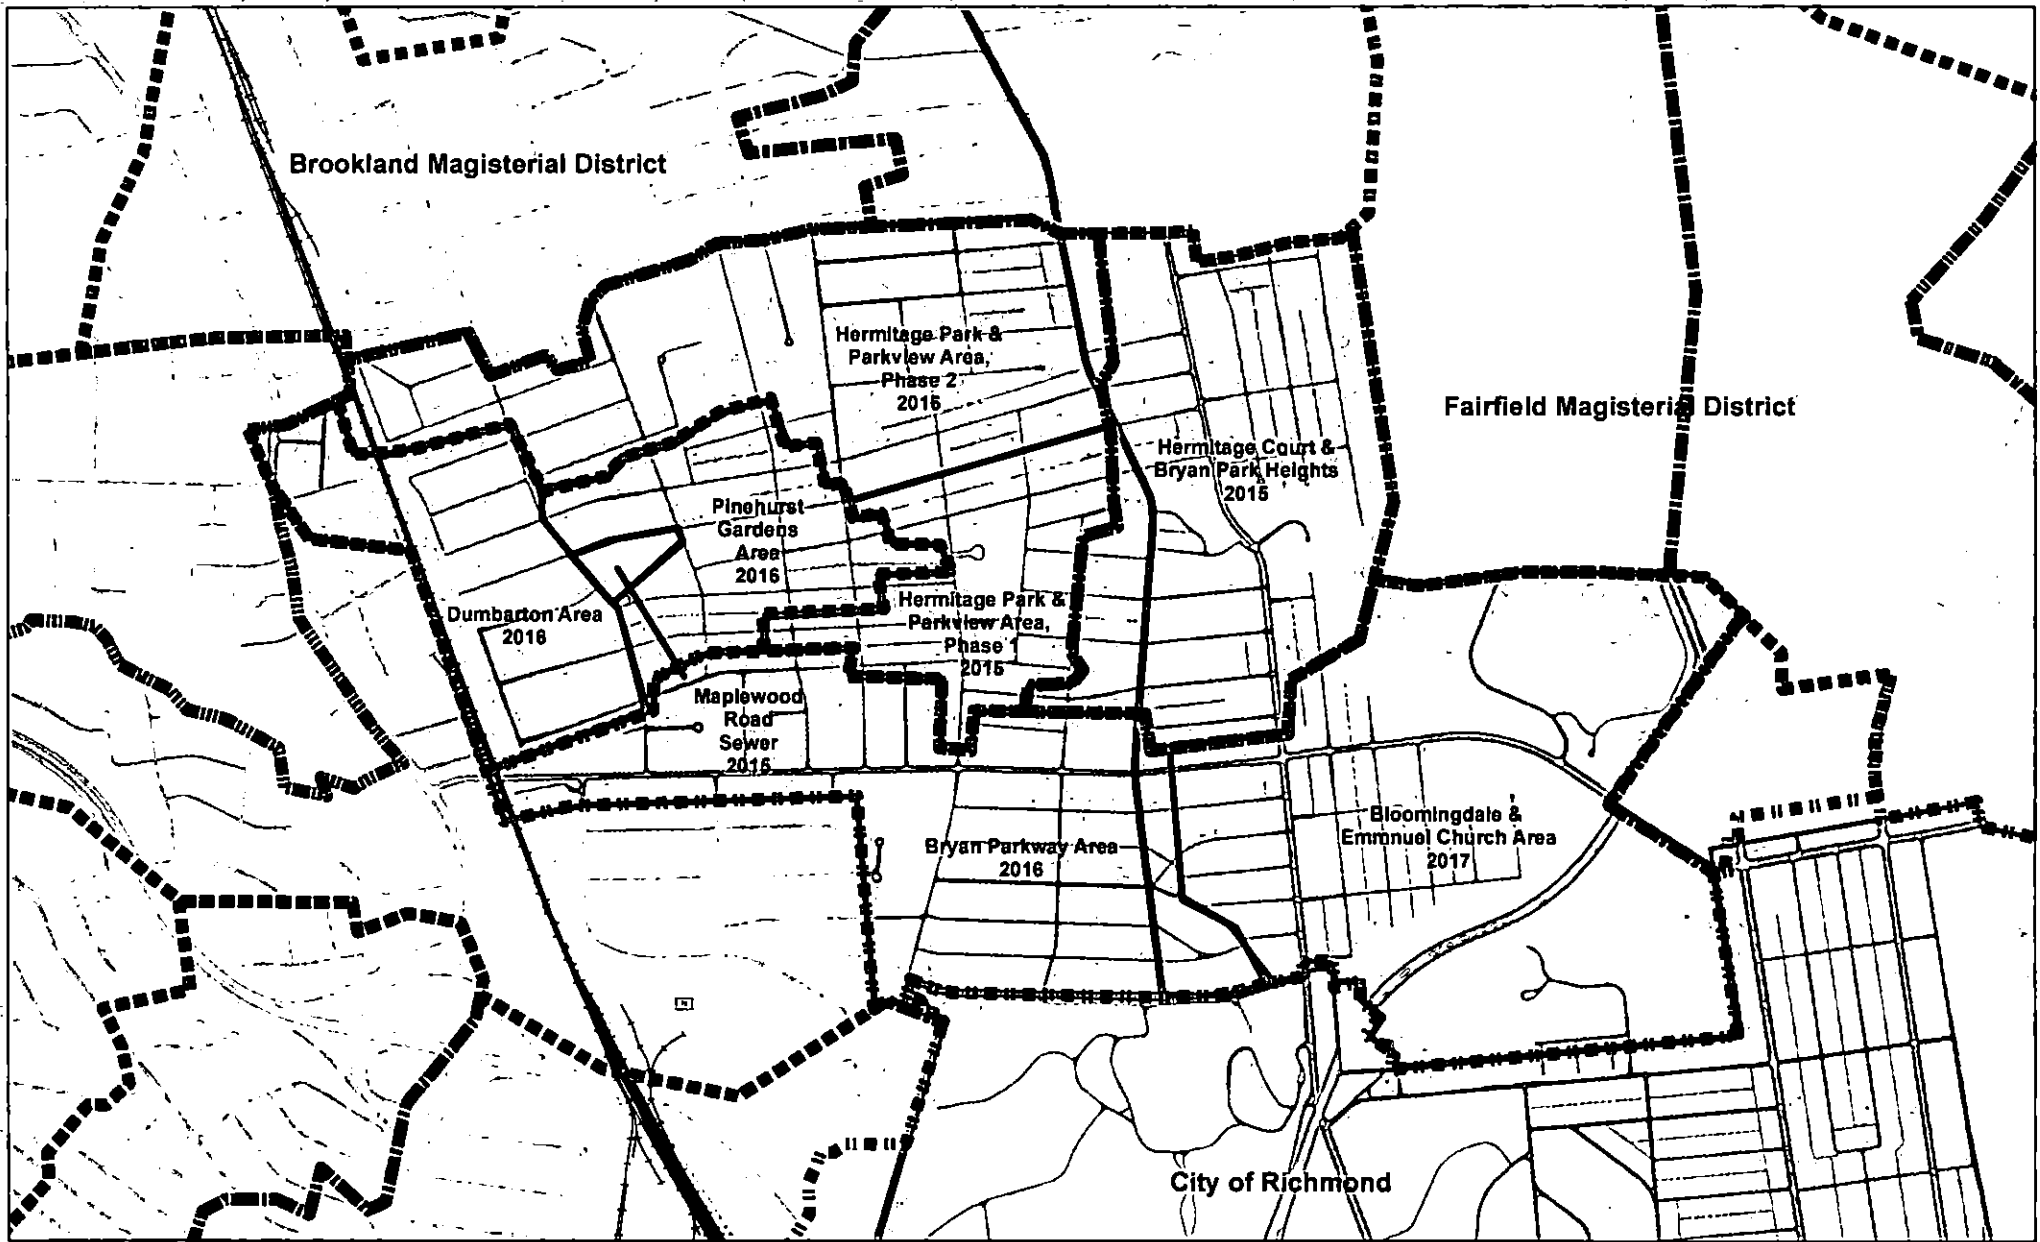 Brookland Magisterial District
Hermitage Park &
Parkview Area,
Phase 2
2015
Fairfield Magisterial District
Hermitage Court &
Bryan Park Heights
2015
Pinehurst
Gardens
Area
2016
Dumbarton Area
2016
Hermitage Park &
Parkview Area,
Phase 1
2015
Maplewood
Road
Sewer
2015
Bloomingdale &
Emmnuel Church Area
2017
Bryan Parkway Area
2016
City of Richmond